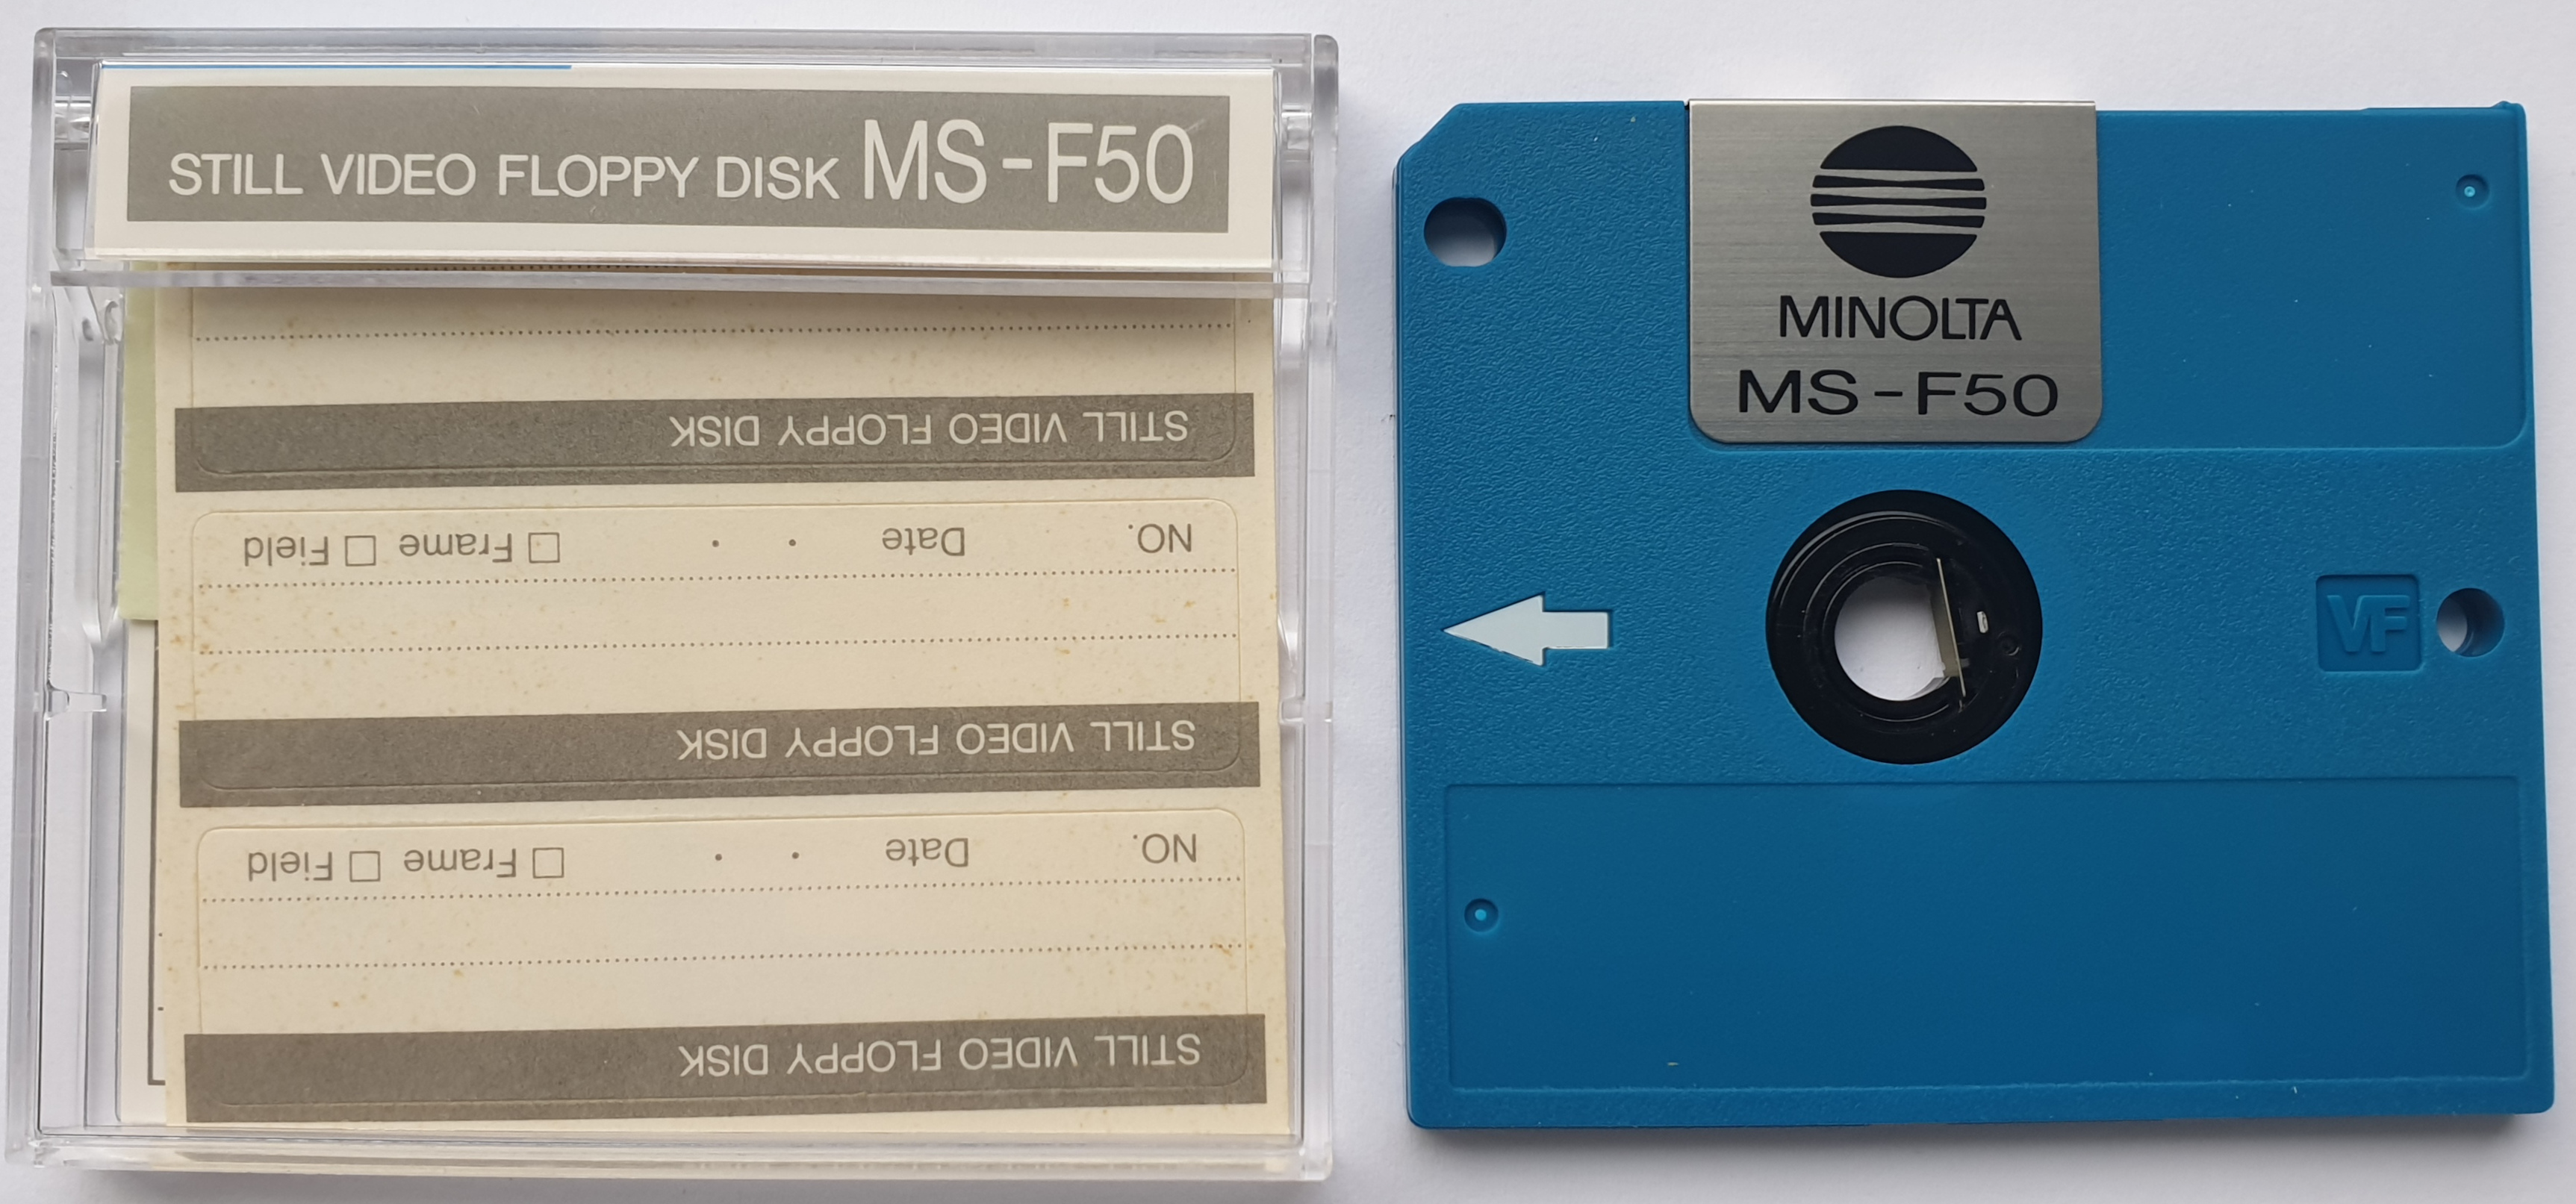 STILL VIDEO FLOPPY DISK MS-F50
STILL VIDEO FLOPPY DISK
NO. Date . . □ Frame □ Field
STILL VIDEO FLOPPY DISK
NO. Date . . □ Frame □ Field
STILL VIDEO FLOPPY DISK
MINOLTA
MS-F50
VF